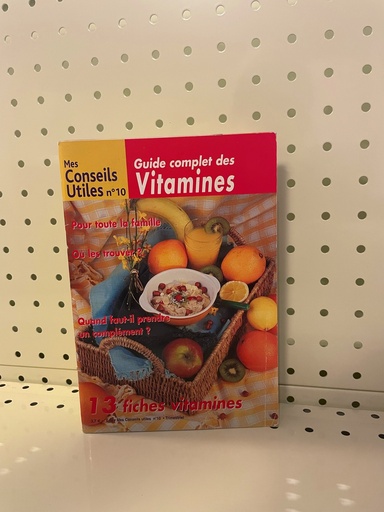 Mes
Conseils
Utiles n°10
Guide complet des
Vitamines
Pour toute la famille
Où les trouver ?
Quand faut-il prendre
un complément ?
13 fiches vitamines